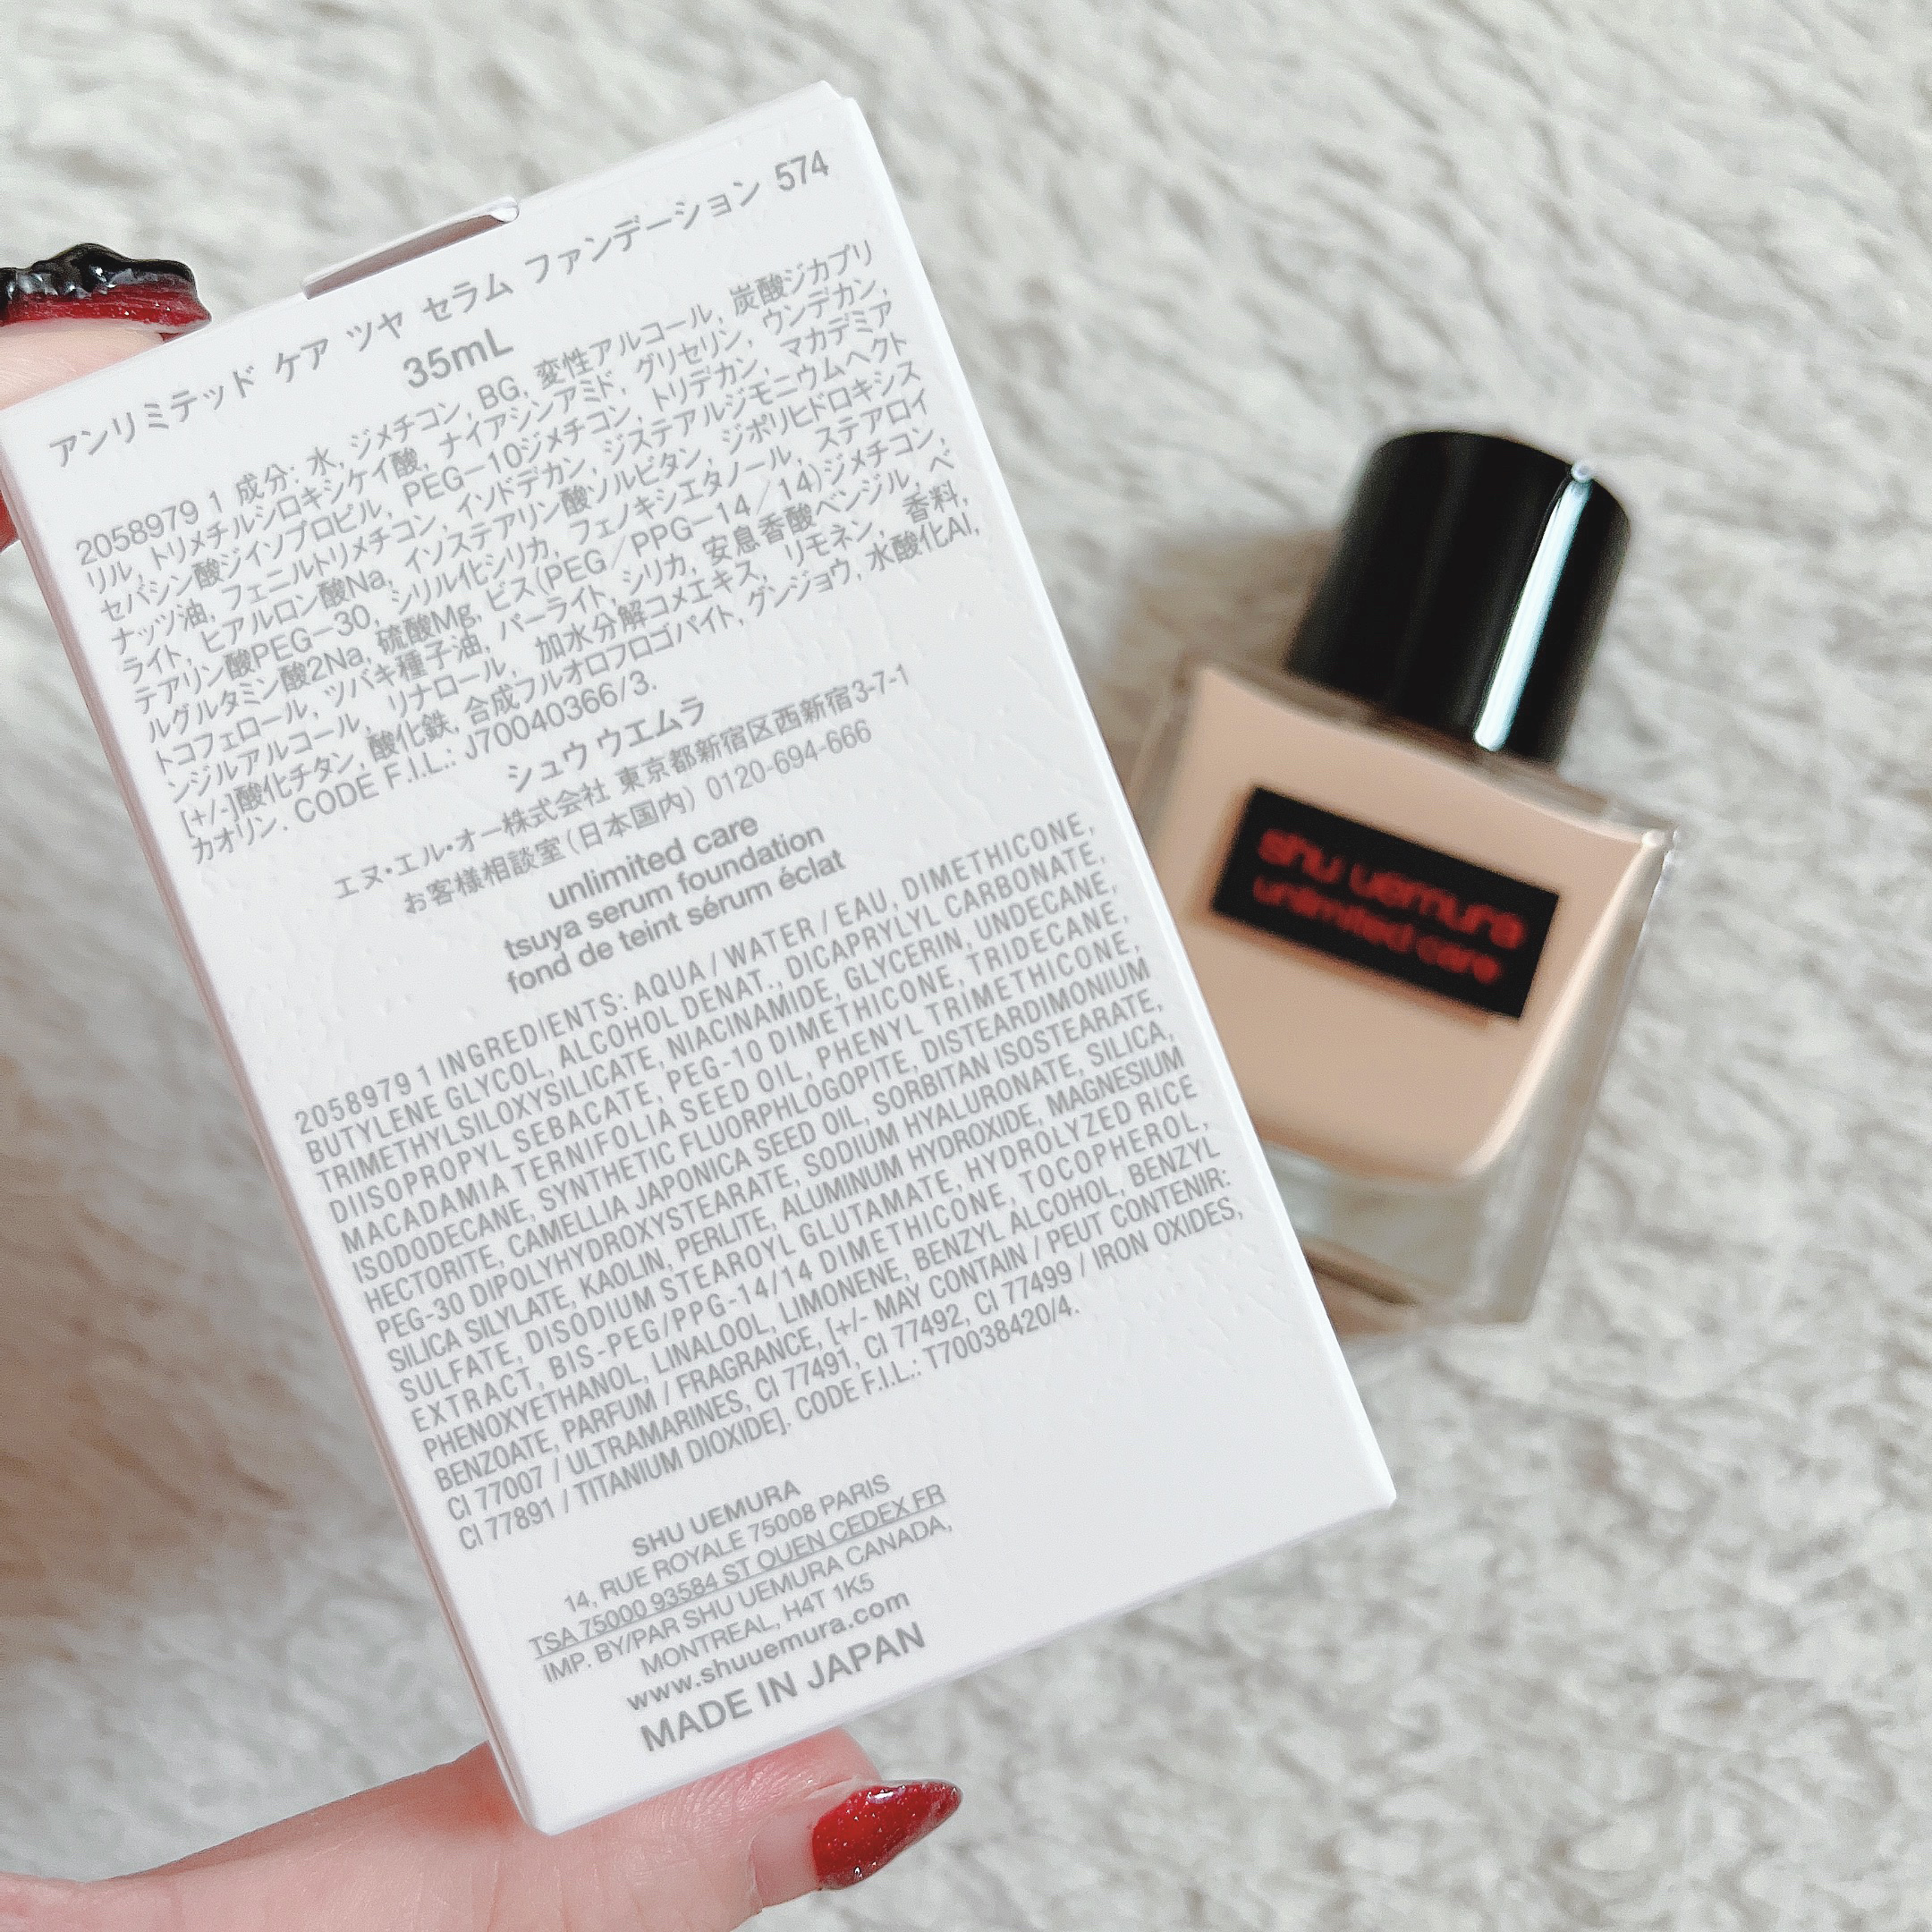 アンリミテッド ケア ツヤ セラム ファンデーション 574
35mL
2058979 1 成分: 水, ジメチコン, BG, 変性アルコール, 炭酸ジカプリ
リル, トリメチルシロキシケイ酸, ナイアシンアミド, グリセリン, ウンデカン,
セバシン酸ジイソプロピル, PEG−10ジメチコン, トリデカン, マカデミア
ナッツ油, フェニルトリメチコン, イソドデカン, ジステアルジモニウムヘクト
ライト, ヒアルロン酸Na, イソステアリン酸ソルビタン, ジポリヒドロキシス
テアリン酸PEG−30, シリル化シリカ, フェノキシエタノール, ステアロイ
ルグルタミン酸2Na, 硫酸Mg, ビス(PEG/PPG−14/14)ジメチコン,
トコフェロール, ツバキ種子油, パーライト, シリカ, 安息香酸ベンジル, ベ
ンジルアルコール, リナロール, 加水分解コメエキス, リモネン, 香料,
[+/-]酸化チタン, 酸化鉄, 合成フルオロフロゴパイト, グンジョウ, 水酸化Al,
カオリン. CODE F.I.L.: J70040366/3.
シュウ ウエムラ
エヌ・エル・オー株式会社 東京都新宿区西新宿3-7-1
お客様相談室(日本国内) 0120-694-666
unlimited care
tsuya serum foundation
fond de teint sérum éclat
2058979 1 INGREDIENTS: AQUA / WATER / EAU, DIMETHICONE,
BUTYLENE GLYCOL, ALCOHOL DENAT., DICAPRYLYL CARBONATE,
TRIMETHYLSILOXYSILICATE, NIACINAMIDE, GLYCERIN, UNDECANE,
DIISOPROPYL SEBACATE, PEG-10 DIMETHICONE, TRIDECANE,
MACADAMIA TERNIFOLIA SEED OIL, PHENYL TRIMETHICONE,
ISODODECANE, SYNTHETIC FLUORPHLOGOPITE, DISTEARDIMONIUM
HECTORITE, CAMELLIA JAPONICA SEED OIL, SORBITAN ISOSTEARATE,
PEG-30 DIPOLYHYDROXYSTEARATE, SODIUM HYALURONATE, SILICA,
SILICA SILYLATE, KAOLIN, PERLITE, ALUMINUM HYDROXIDE, MAGNESIUM
SULFATE, DISODIUM STEAROYL GLUTAMATE, HYDROLYZED RICE
EXTRACT, BIS-PEG/PPG-14/14 DIMETHICONE, TOCOPHEROL,
PHENOXYETHANOL, LINALOOL, LIMONENE, BENZYL ALCOHOL, BENZYL
BENZOATE, PARFUM / FRAGRANCE, [+/- MAY CONTAIN / PEUT CONTENIR:
CI 77007 / ULTRAMARINES, CI 77491, CI 77492, CI 77499 / IRON OXIDES,
CI 77891 / TITANIUM DIOXIDE]. CODE F.I.L.: T70038420/4.
SHU UEMURA
14, RUE ROYALE 75008 PARIS
TSA 75000 93584 ST OUEN CEDEX FR
IMP. BY/PAR SHU UEMURA CANADA,
MONTREAL, H4T 1K5
www.shuuemura.com
MADE IN JAPAN
shu uemura
unlimited care